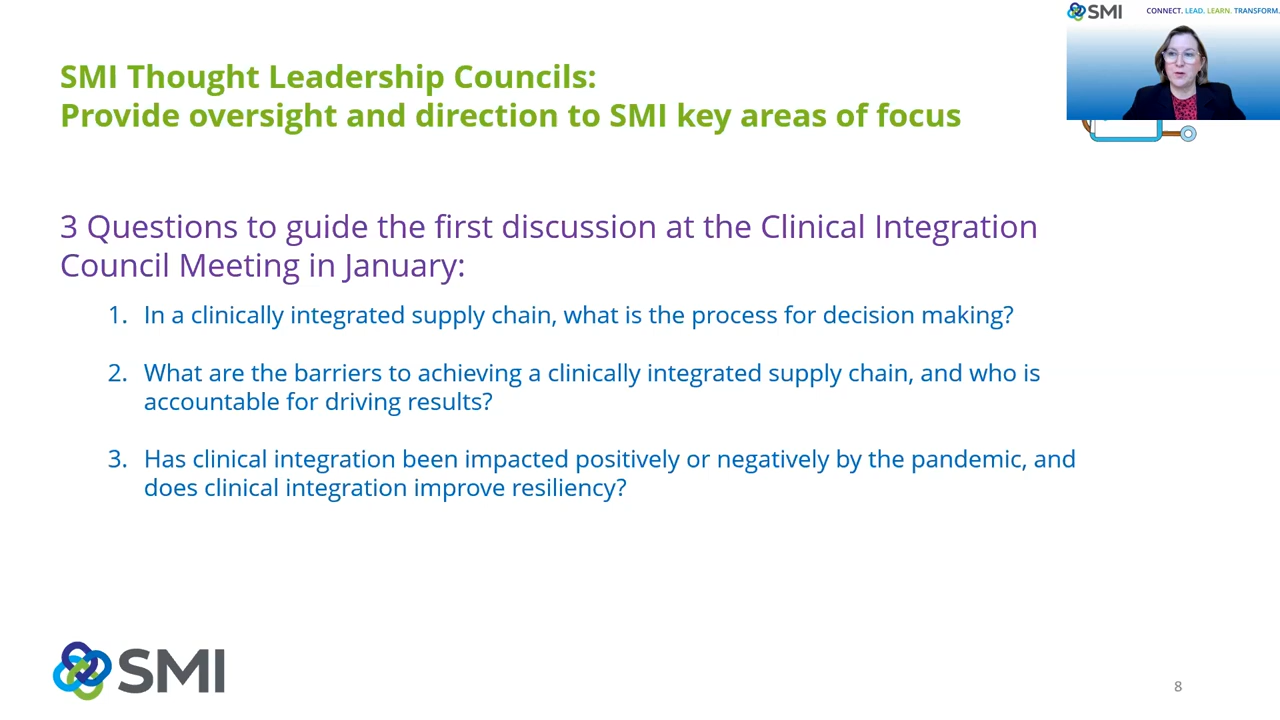 SMI
CONNECT. LEAD. LEARN. TRANSFORM.
SMI Thought Leadership Councils:
Provide oversight and direction to SMI key areas of focus
3 Questions to guide the first discussion at the Clinical Integration
Council Meeting in January:
1. In a clinically integrated supply chain, what is the process for decision making?
2. What are the barriers to achieving a clinically integrated supply chain, and who is
accountable for driving results?
3. Has clinical integration been impacted positively or negatively by the pandemic, and
does clinical integration improve resiliency?
SMI
8